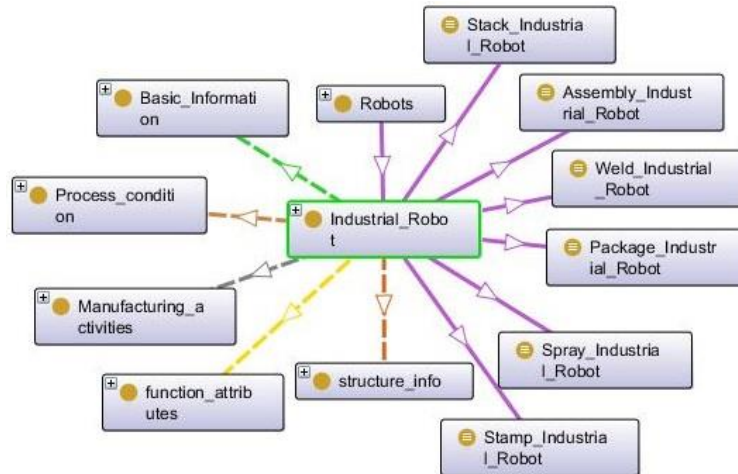 Stack_Industria
l_Robot
Basic_Informati
on
Robots
Assembly_Indust
rial_Robot
Weld_Industrial
_Robot
Process_conditi
on
Industrial_Robo
t
Package_Industr
ial_Robot
Manufacturing_a
ctivities
Spray_Industria
l_Robot
function_attrib
utes
structure_info
Stamp_Industria
l_Robot